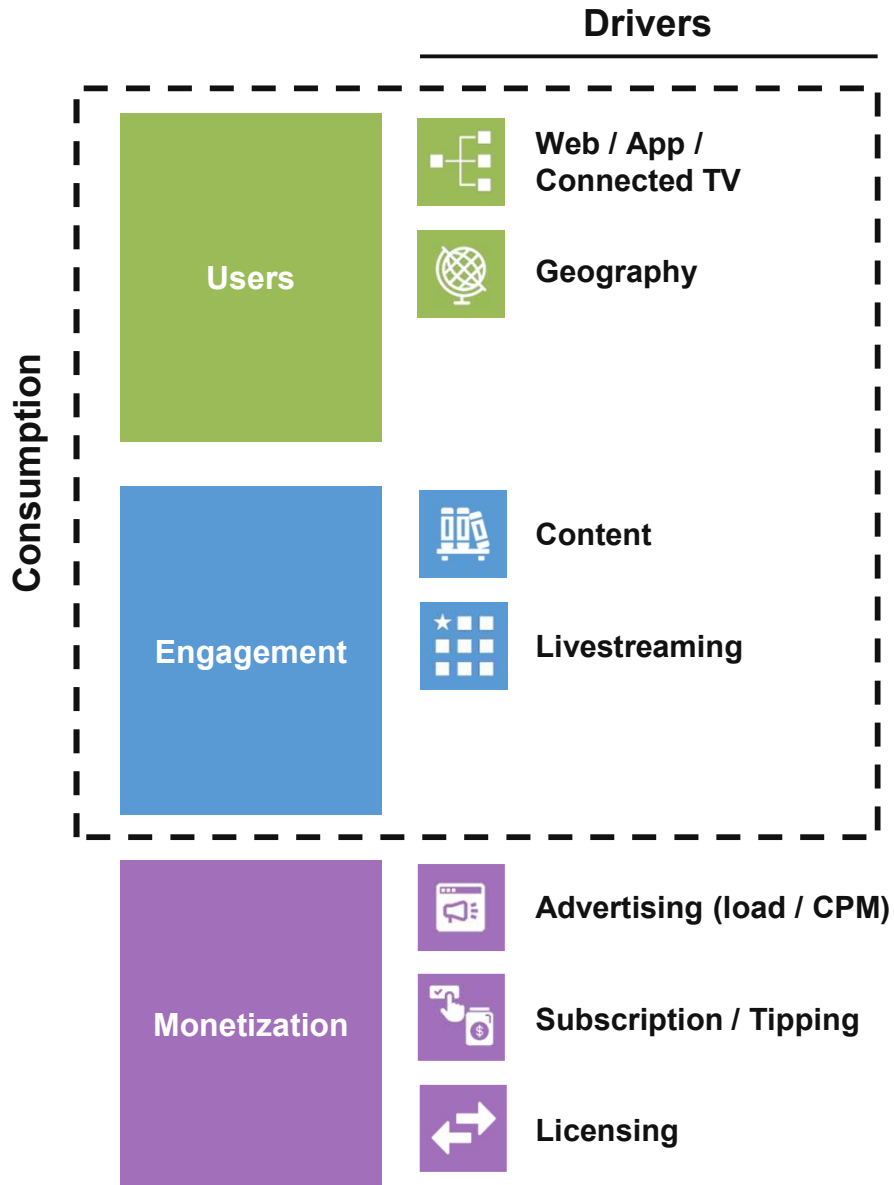 Drivers
Consumption
Users
Web / App /
Connected TV
Geography
Engagement
Content
Livestreaming
Monetization
Advertising (load / CPM)
Subscription / Tipping
$
Licensing